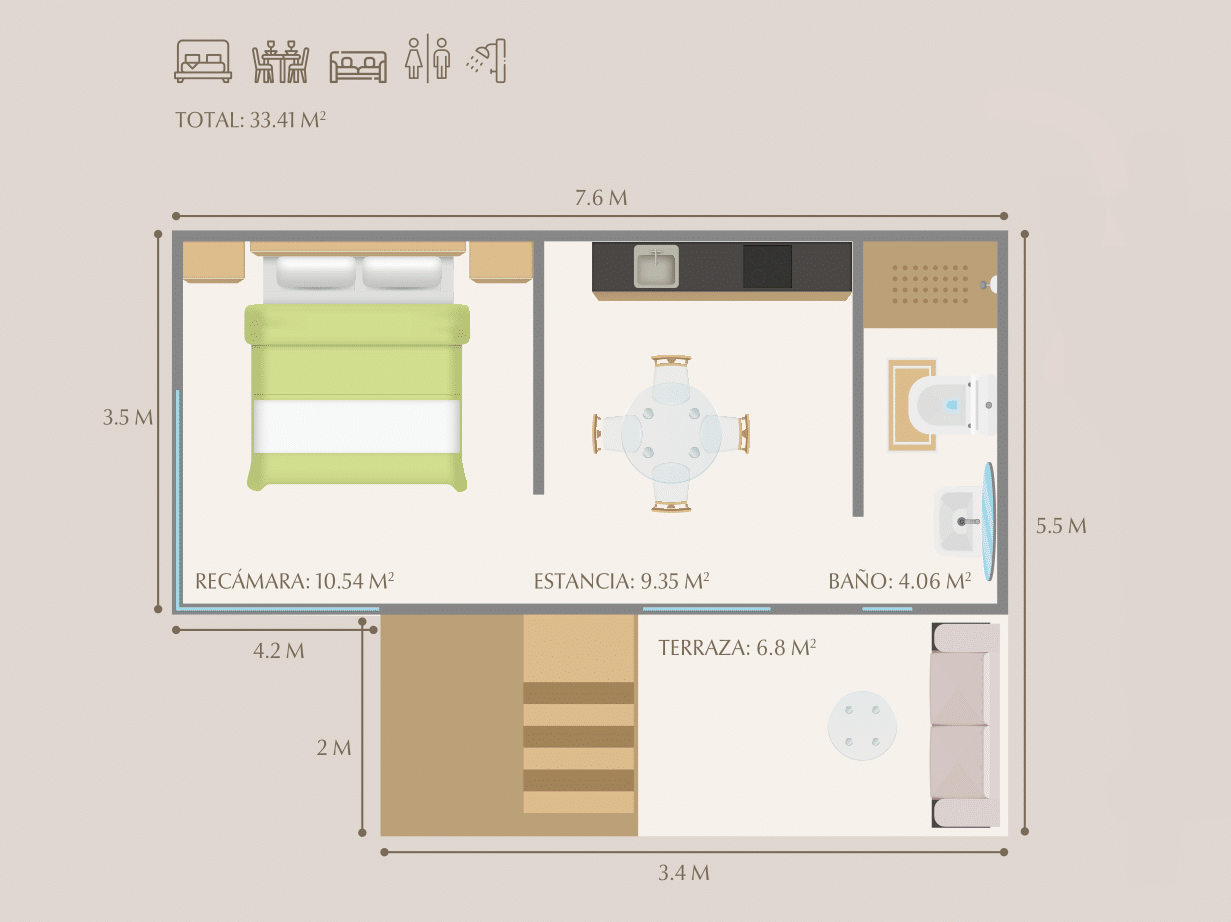 TOTAL: 33.41 M²
7.6 M
3.5 M
5.5 M
RECÁMARA: 10.54 M²
ESTANCIA: 9.35 M²
BAÑO: 4.06 M²
4.2 M
TERRAZA: 6.8 M²
2 M
3.4 M